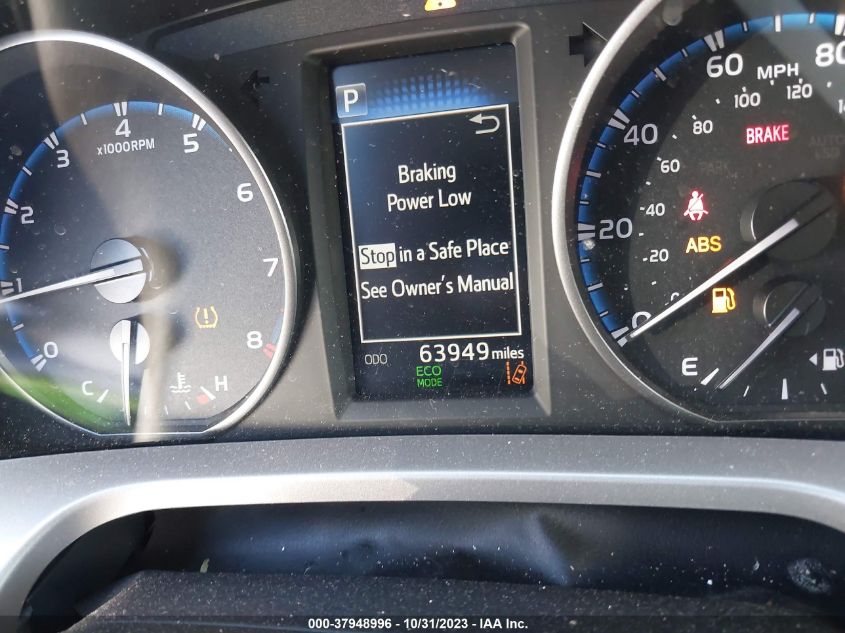 4
3
5
x1000RPM
2
6
1
7
0
8
C
H
P
Braking
Power Low
Stop in a Safe Place
See Owner's Manual
ODO 63949 miles
ECO
MODE
60
80
MPH
100
120
40
80
BRAKE
60
20
40
ABS
20
0
E
000-37948996 - 10/31/2023 - IAA Inc.